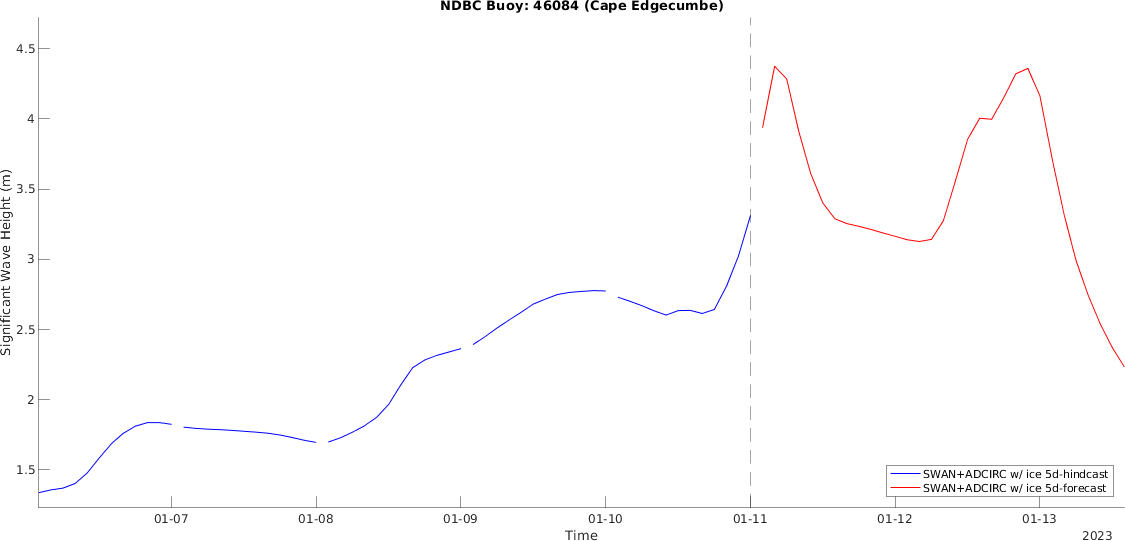 NDBC Buoy: 46084 (Cape Edgecumbe)
4.5
4
3.5
3
2.5
2
1.5
Significant Wave Height (m)
SWAN+ADCIRC w/ ice 5d-hindcast
SWAN+ADCIRC w/ ice 5d-forecast
01-07 01-08 01-09 01-10 01-11 01-12 01-13
Time
2023